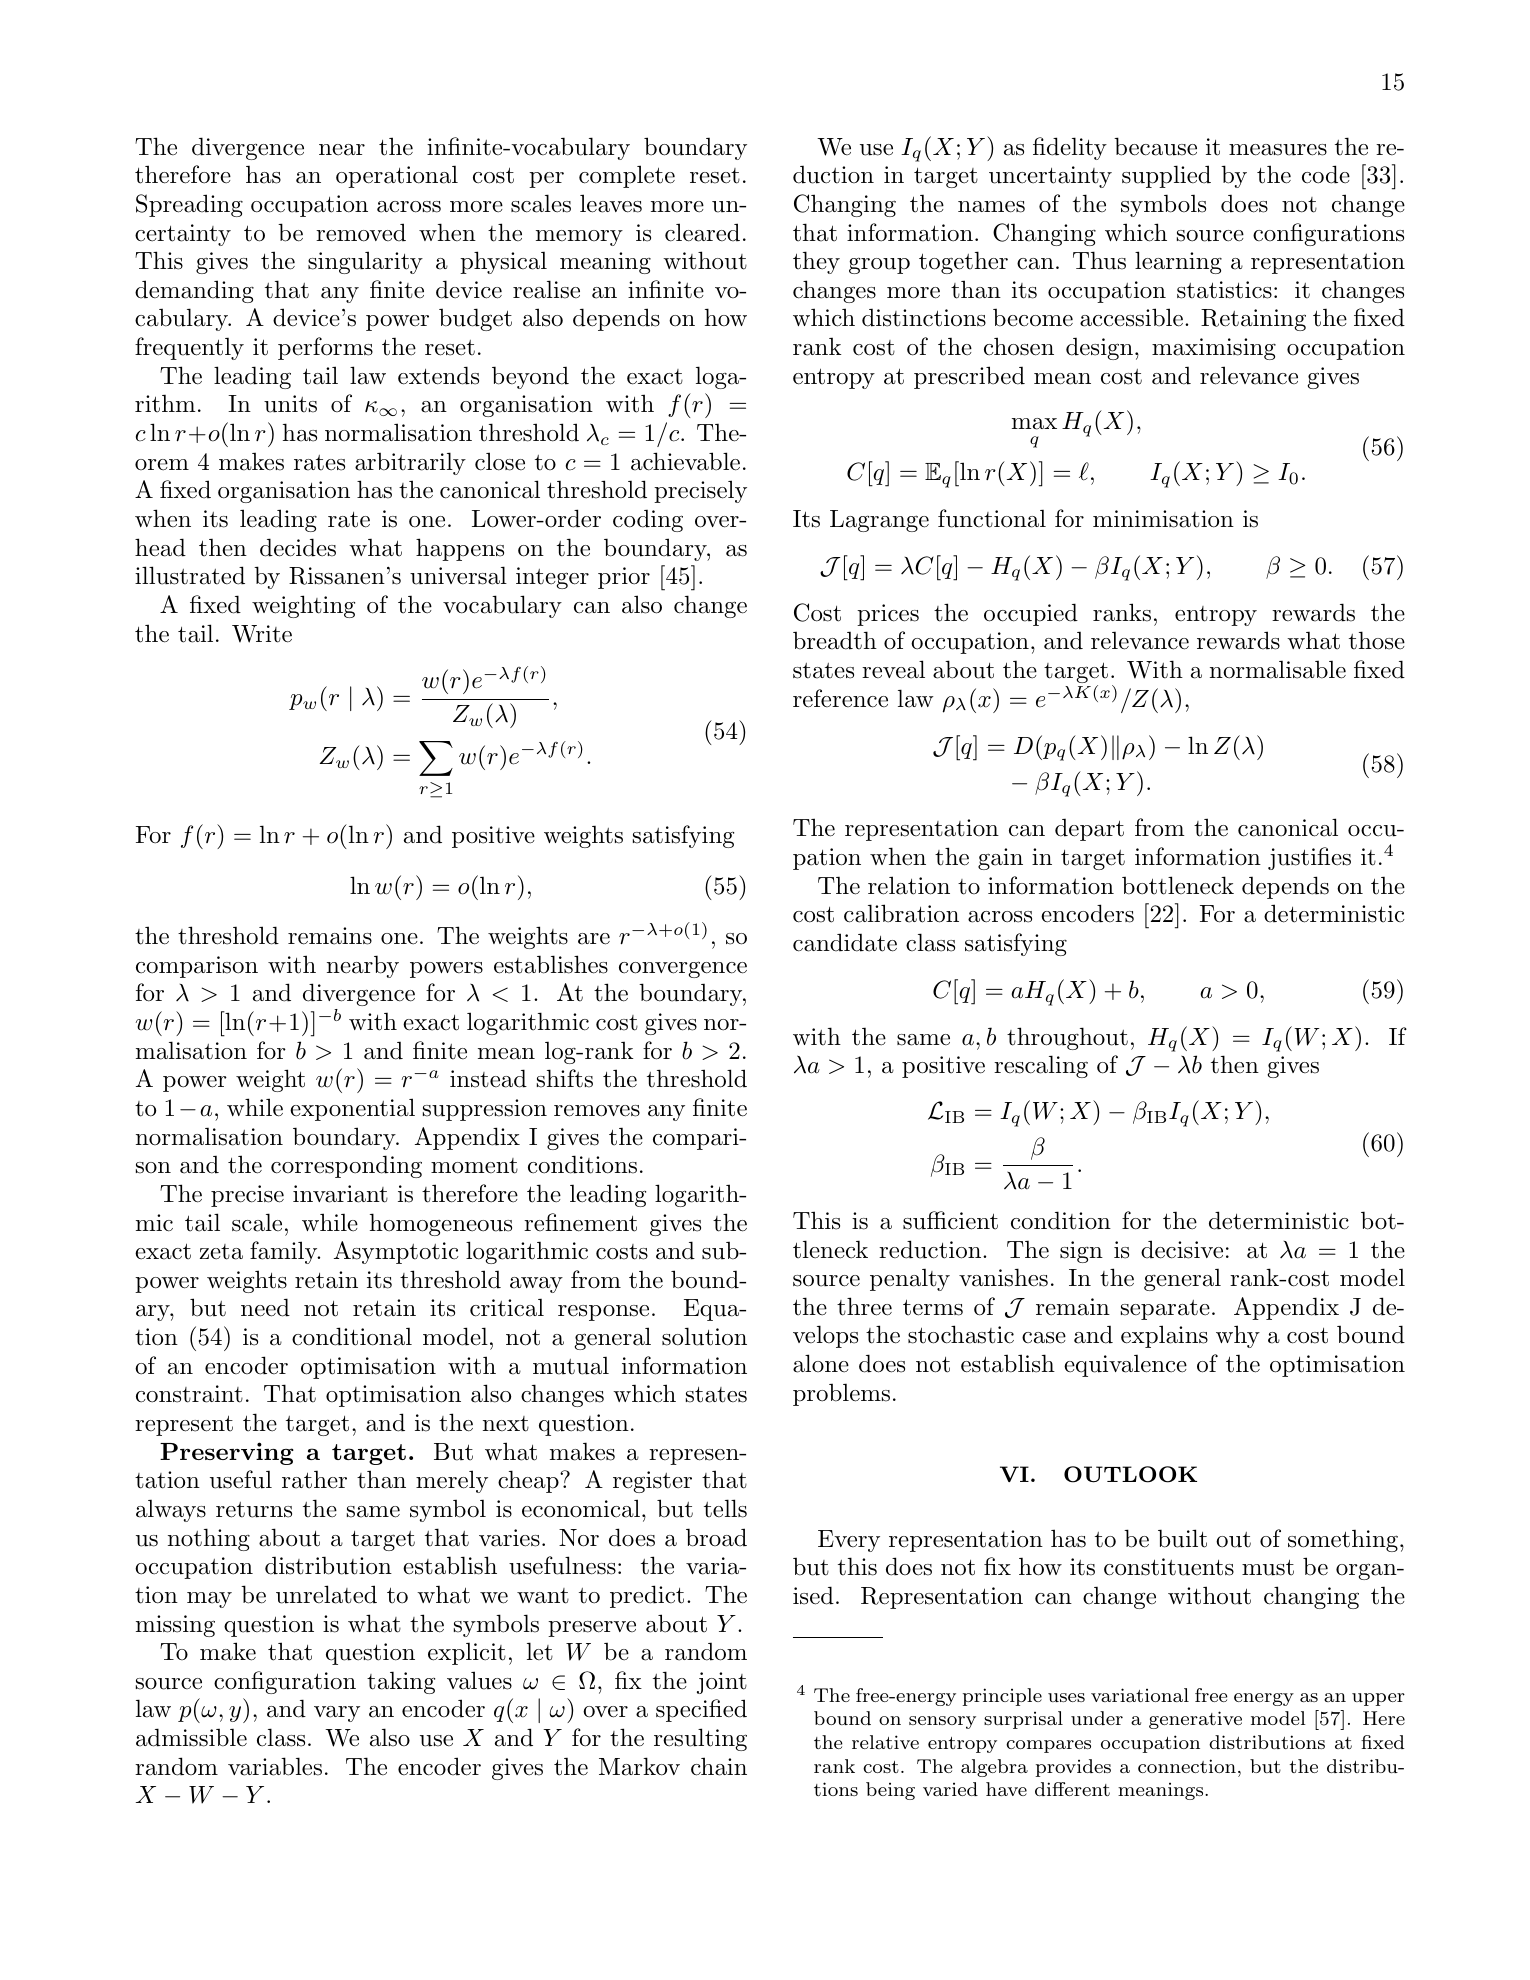 15
The divergence near the infinite-vocabulary boundary
therefore has an operational cost per complete reset.
Spreading occupation across more scales leaves more un-
certainty to be removed when the memory is cleared.
This gives the singularity a physical meaning without
demanding that any finite device realise an infinite vo-
cabulary. A device's power budget also depends on how
frequently it performs the reset.
The leading tail law extends beyond the exact loga-
rithm. In units of κ∞, an organisation with f(r) =
c ln r+o(ln r) has normalisation threshold λc = 1/c. The-
orem 4 makes rates arbitrarily close to c = 1 achievable.
A fixed organisation has the canonical threshold precisely
when its leading rate is one. Lower-order coding over-
head then decides what happens on the boundary, as
illustrated by Rissanen's universal integer prior [45].
A fixed weighting of the vocabulary can also change
the tail. Write
p_w(r | λ) = w(r)e^{−λf(r)} / Z_w(λ),
Z_w(λ) = ∑_{r≥1} w(r)e^{−λf(r)}.
(54)
For f(r) = ln r + o(ln r) and positive weights satisfying
ln w(r) = o(ln r), (55)
the threshold remains one. The weights are r^{−λ+o(1)}, so
comparison with nearby powers establishes convergence
for λ > 1 and divergence for λ < 1. At the boundary,
w(r) = [ln(r+1)]^{−b} with exact logarithmic cost gives nor-
malisation for b > 1 and finite mean log-rank for b > 2.
A power weight w(r) = r^{−a} instead shifts the threshold
to 1−a, while exponential suppression removes any finite
normalisation boundary. Appendix I gives the compari-
son and the corresponding moment conditions.
The precise invariant is therefore the leading logarith-
mic tail scale, while homogeneous refinement gives the
exact zeta family. Asymptotic logarithmic costs and sub-
power weights retain its threshold away from the bound-
ary, but need not retain its critical response. Equa-
tion (54) is a conditional model, not a general solution
of an encoder optimisation with a mutual information
constraint. That optimisation also changes which states
represent the target, and is the next question.
Preserving a target. But what makes a represen-
tation useful rather than merely cheap? A register that
always returns the same symbol is economical, but tells
us nothing about a target that varies. Nor does a broad
occupation distribution establish usefulness: the varia-
tion may be unrelated to what we want to predict. The
missing question is what the symbols preserve about Y.
To make that question explicit, let W be a random
source configuration taking values ω ∈ Ω, fix the joint
law p(ω, y), and vary an encoder q(x | ω) over a specified
admissible class. We also use X and Y for the resulting
random variables. The encoder gives the Markov chain
X − W − Y.
We use I_q(X; Y) as fidelity because it measures the re-
duction in target uncertainty supplied by the code [33].
Changing the names of the symbols does not change
that information. Changing which source configurations
they group together can. Thus learning a representation
changes more than its occupation statistics: it changes
which distinctions become accessible. Retaining the fixed
rank cost of the chosen design, maximising occupation
entropy at prescribed mean cost and relevance gives
max_q H_q(X),
C[q] = 𝔼_q[ln r(X)] = ℓ, I_q(X; Y) ≥ I_0.
(56)
Its Lagrange functional for minimisation is
𝒥[q] = λC[q] − H_q(X) − βI_q(X; Y), β ≥ 0. (57)
Cost prices the occupied ranks, entropy rewards the
breadth of occupation, and relevance rewards what those
states reveal about the target. With a normalisable fixed
reference law ρ_λ(x) = e^{−λK(x)}/Z(λ),
𝒥[q] = D(p_q(X)∥ρ_λ) − ln Z(λ)
− βI_q(X; Y).
(58)
The representation can depart from the canonical occu-
pation when the gain in target information justifies it.⁴
The relation to information bottleneck depends on the
cost calibration across encoders [22]. For a deterministic
candidate class satisfying
C[q] = aH_q(X) + b, a > 0, (59)
with the same a, b throughout, H_q(X) = I_q(W; X). If
λa > 1, a positive rescaling of 𝒥 − λb then gives
ℒ_IB = I_q(W; X) − β_IB I_q(X; Y),
β_IB = β / (λa − 1).
(60)
This is a sufficient condition for the deterministic bot-
tleneck reduction. The sign is decisive: at λa = 1 the
source penalty vanishes. In the general rank-cost model
the three terms of 𝒥 remain separate. Appendix J de-
velops the stochastic case and explains why a cost bound
alone does not establish equivalence of the optimisation
problems.
VI. OUTLOOK
Every representation has to be built out of something,
but this does not fix how its constituents must be organ-
ised. Representation can change without changing the
⁴ The free-energy principle uses variational free energy as an upper
bound on sensory surprisal under a generative model [57]. Here
the relative entropy compares occupation distributions at fixed
rank cost. The algebra provides a connection, but the distribu-
tions being varied have different meanings.